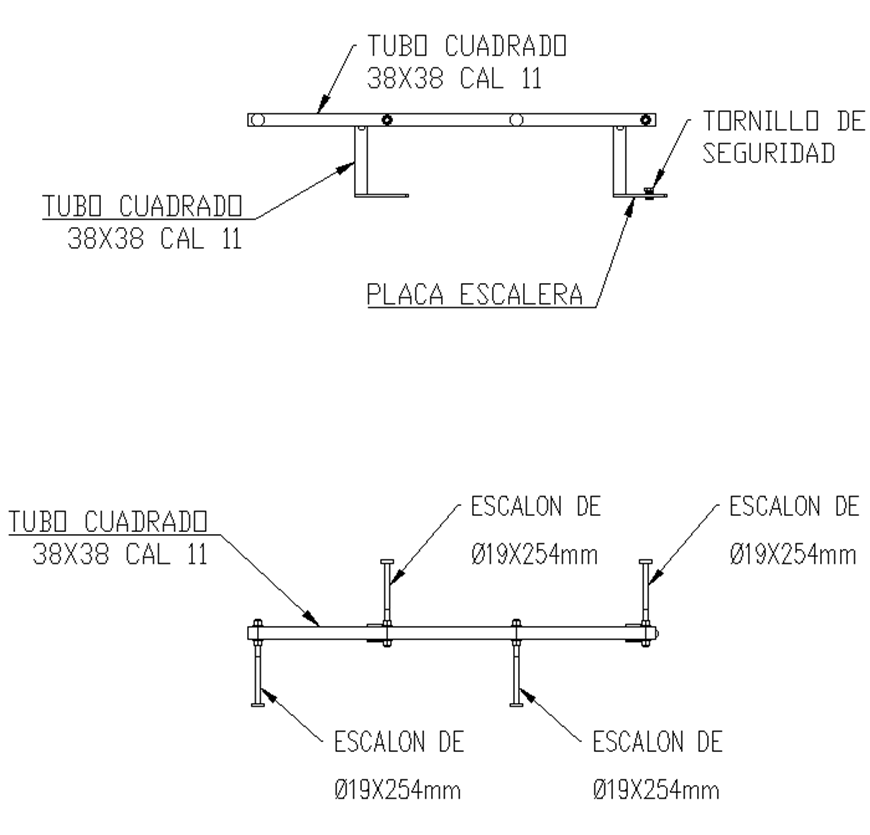 TUBO CUADRADO
38X38 CAL 11
TORNILLO DE
SEGURIDAD
TUBO CUADRADO
38X38 CAL 11
PLACA ESCALERA
ESCALON DE
Ø19X254mm
ESCALON DE
Ø19X254mm
TUBO CUADRADO
38X38 CAL 11
ESCALON DE
Ø19X254mm
ESCALON DE
Ø19X254mm